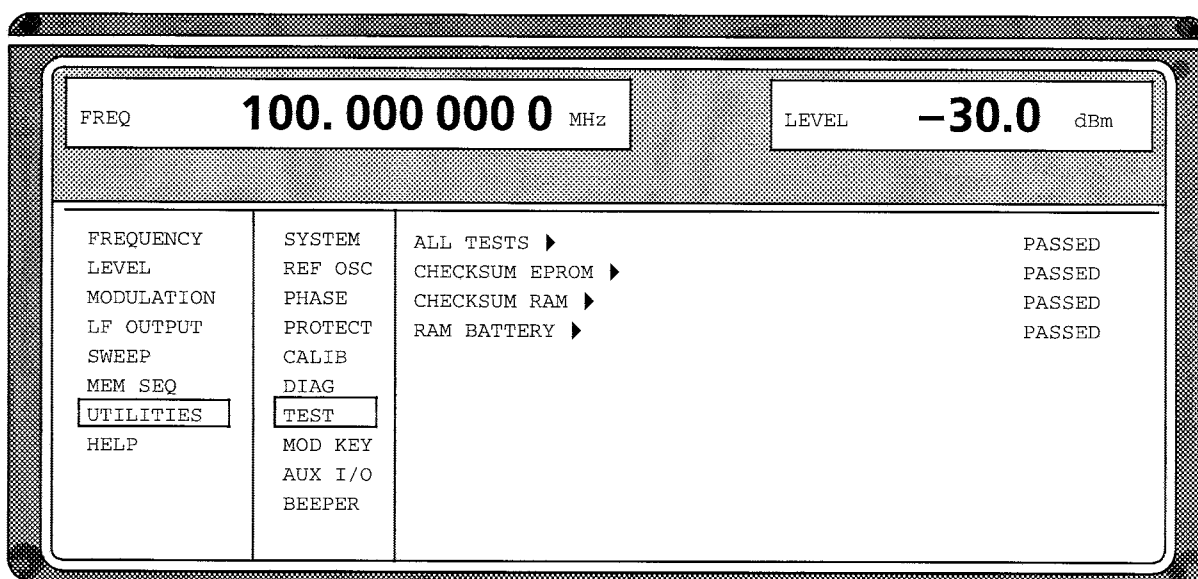 FREQ 100. 000 000 0 MHz
LEVEL −30.0 dBm
FREQUENCY
LEVEL
MODULATION
LF OUTPUT
SWEEP
MEM SEQ
UTILITIES
HELP
SYSTEM
REF OSC
PHASE
PROTECT
CALIB
DIAG
TEST
MOD KEY
AUX I/O
BEEPER
ALL TESTS ▶ PASSED
CHECKSUM EPROM ▶ PASSED
CHECKSUM RAM ▶ PASSED
RAM BATTERY ▶ PASSED